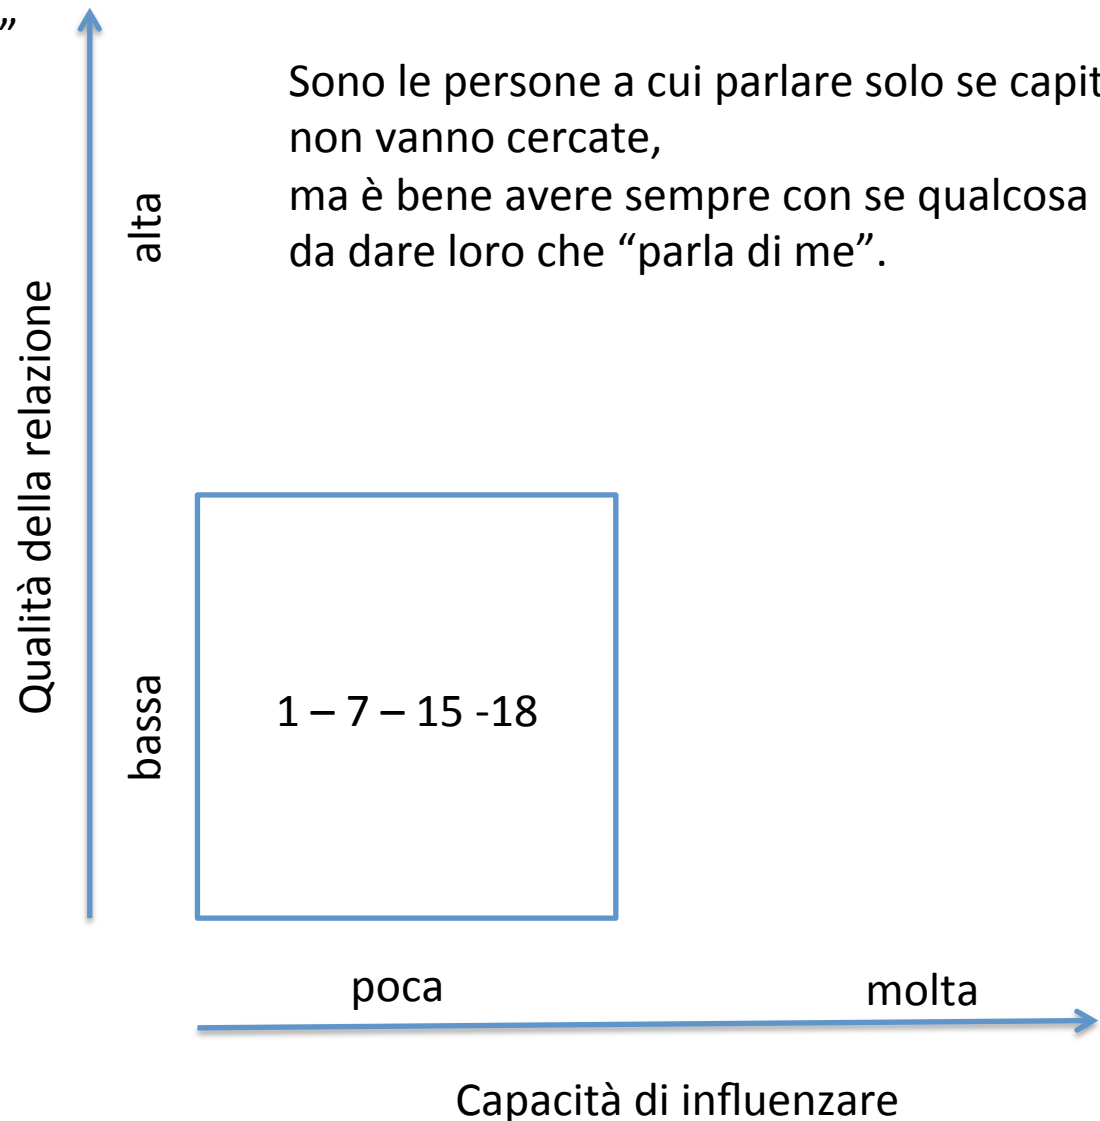 ”
Sono le persone a cui parlare solo se capit
non vanno cercate,
ma è bene avere sempre con se qualcosa
da dare loro che “parla di me”.
alta
Qualità della relazione
bassa
1 – 7 – 15 -18
poca
molta
Capacità di influenzare